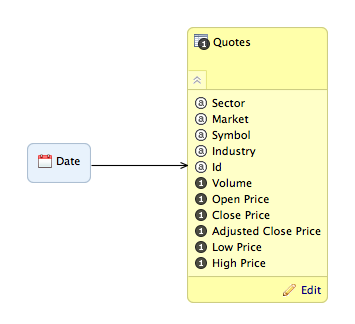 Quotes
Date
Sector
Market
Symbol
Industry
Id
Volume
Open Price
Close Price
Adjusted Close Price
Low Price
High Price
Edit